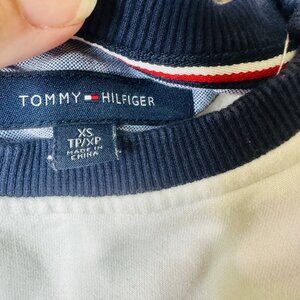 TOMMY HILFIGER
XS
TP/XP
MADE IN
CHINA